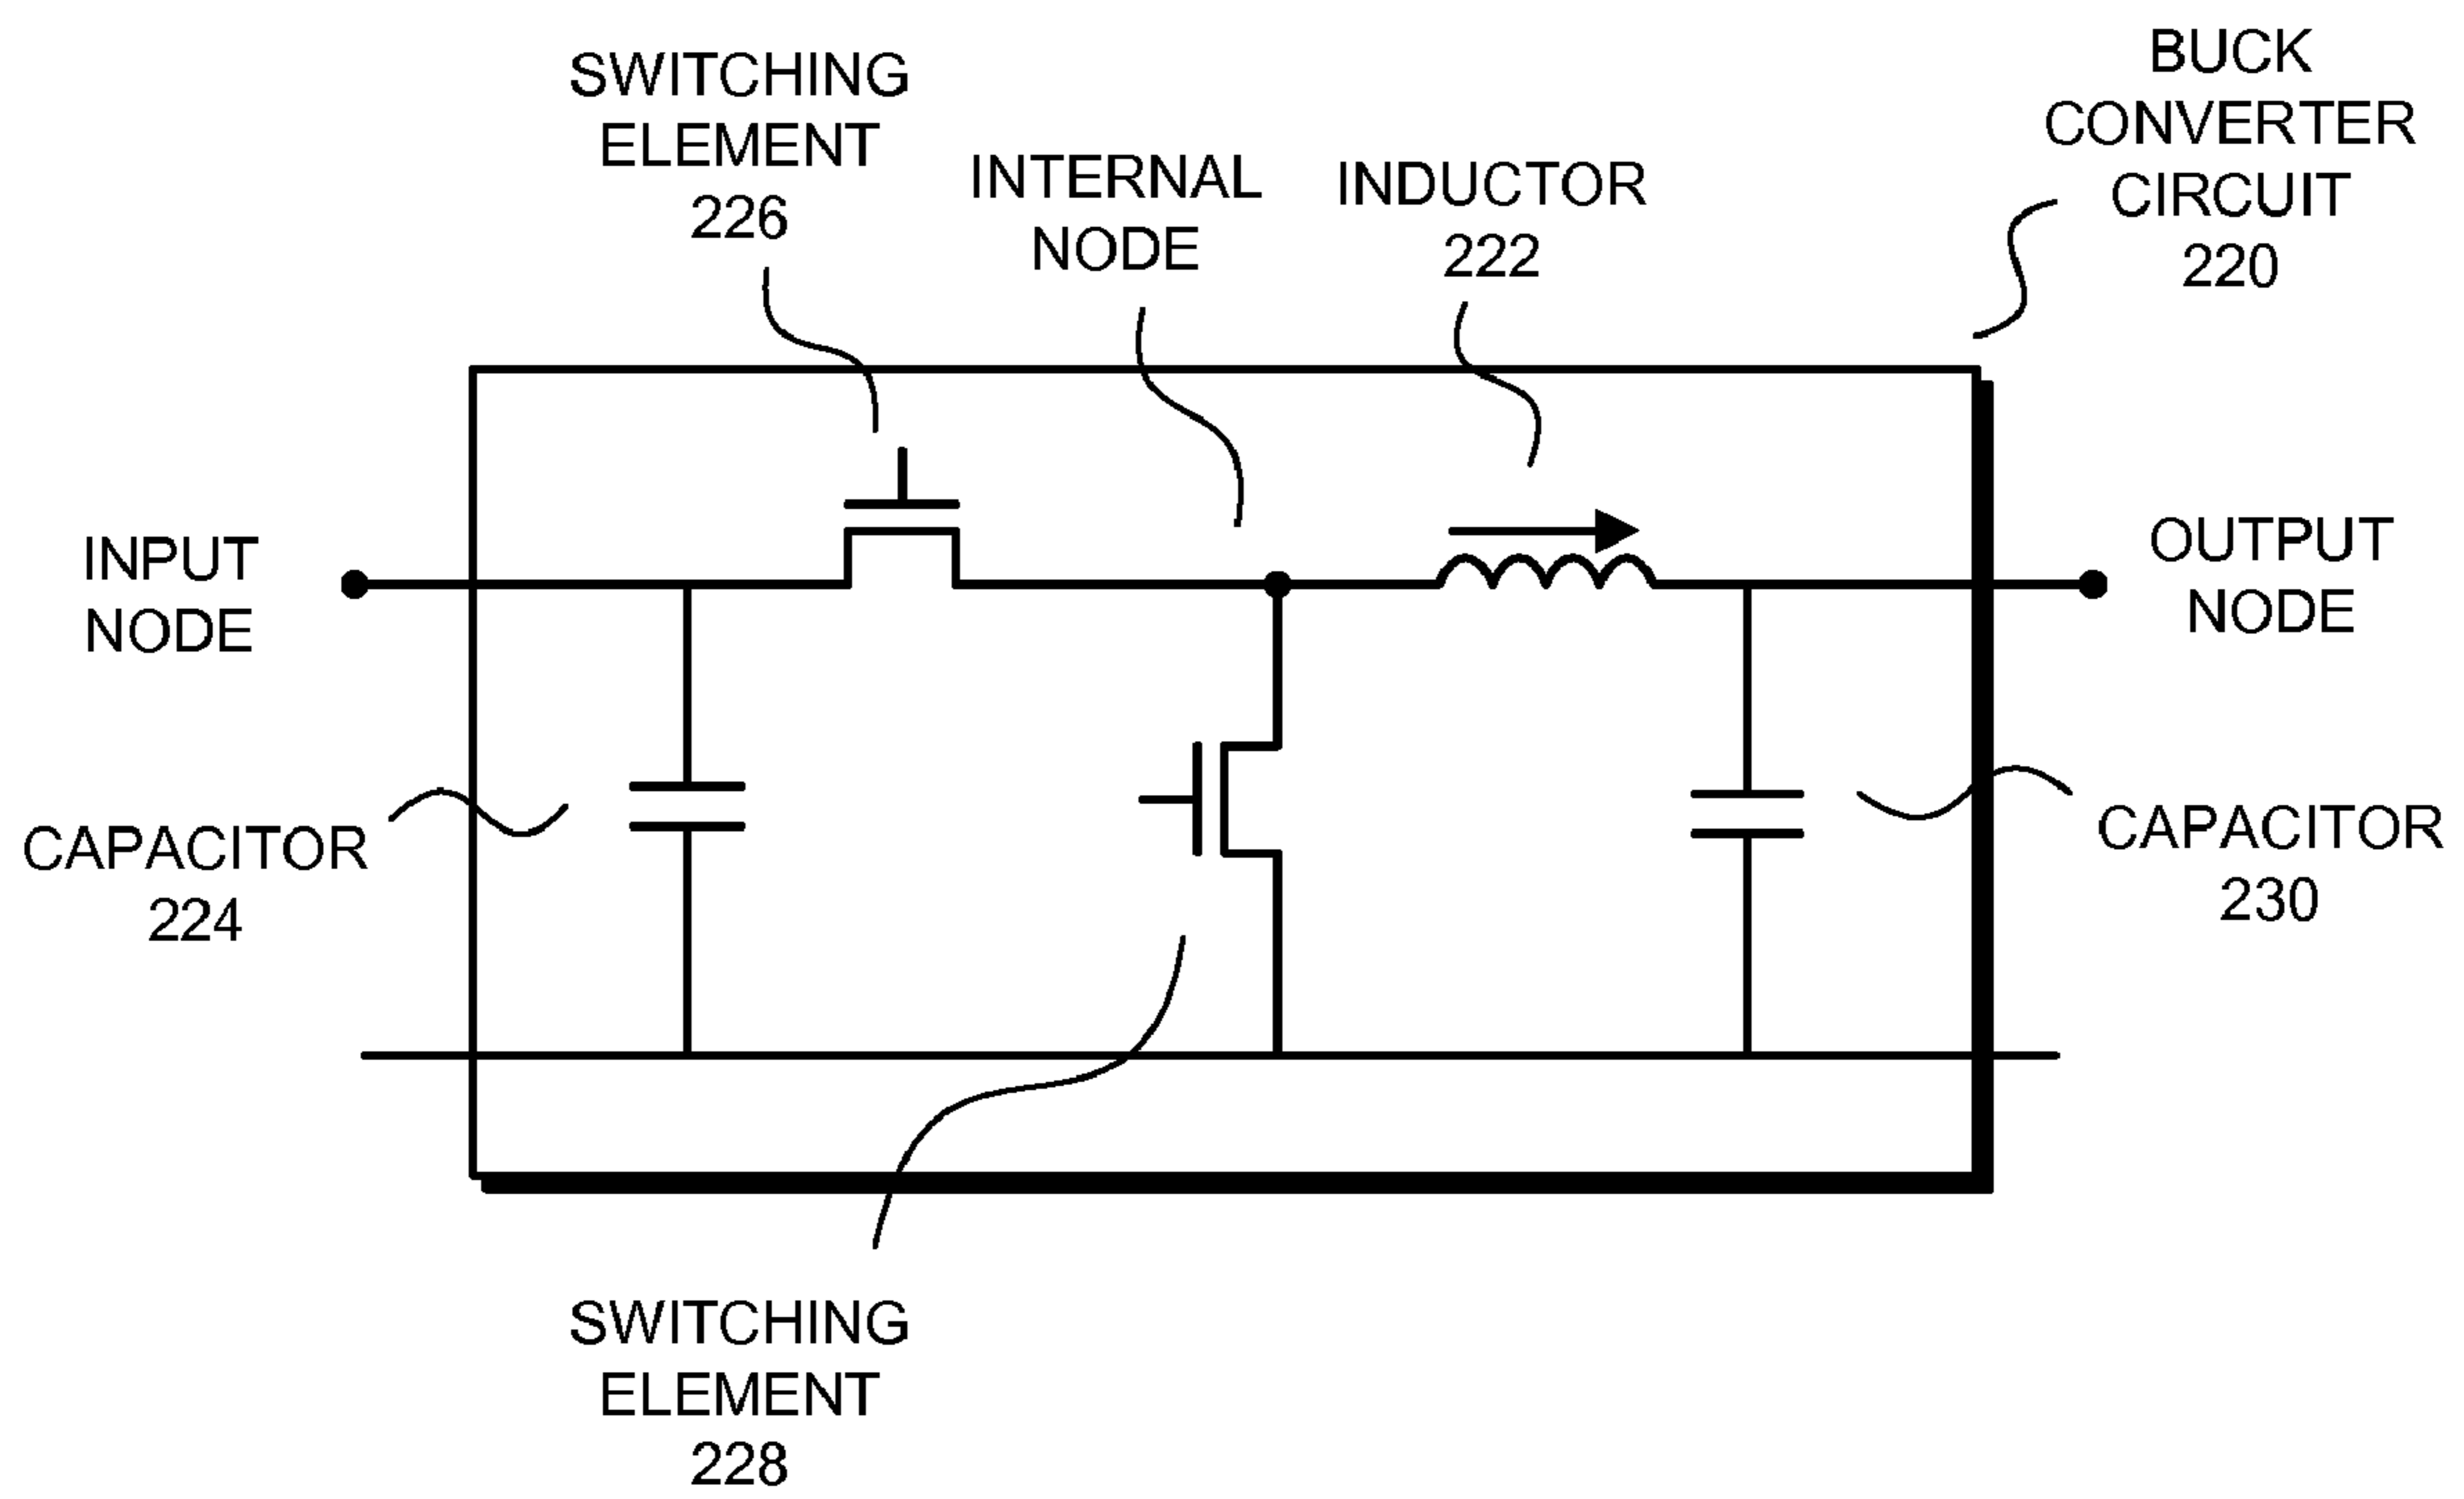 BUCK
CONVERTER
CIRCUIT
220
SWITCHING
ELEMENT
226
INTERNAL
NODE
INDUCTOR
222
INPUT
NODE
OUTPUT
NODE
CAPACITOR
224
CAPACITOR
230
SWITCHING
ELEMENT
228